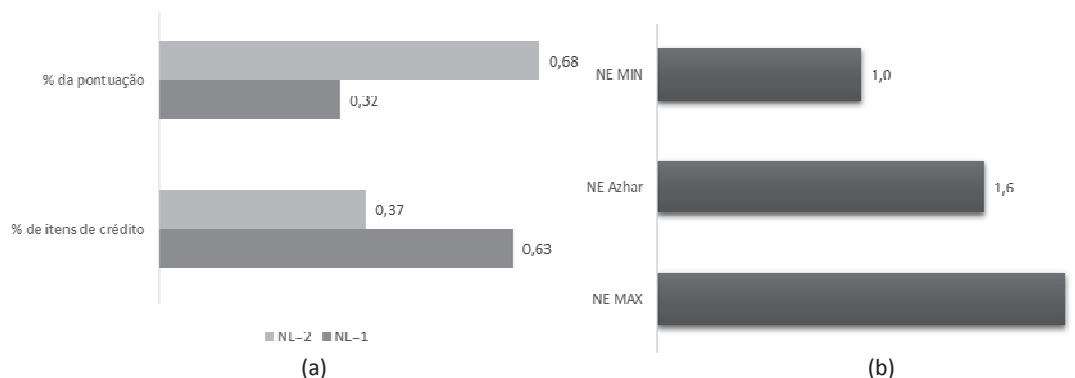 % da pontuação
0,68
0,32
% de itens de crédito
0,37
0,63
NL=2 NL=1
(a)
NE MIN
1,0
NE Azhar
1,6
NE MAX
(b)